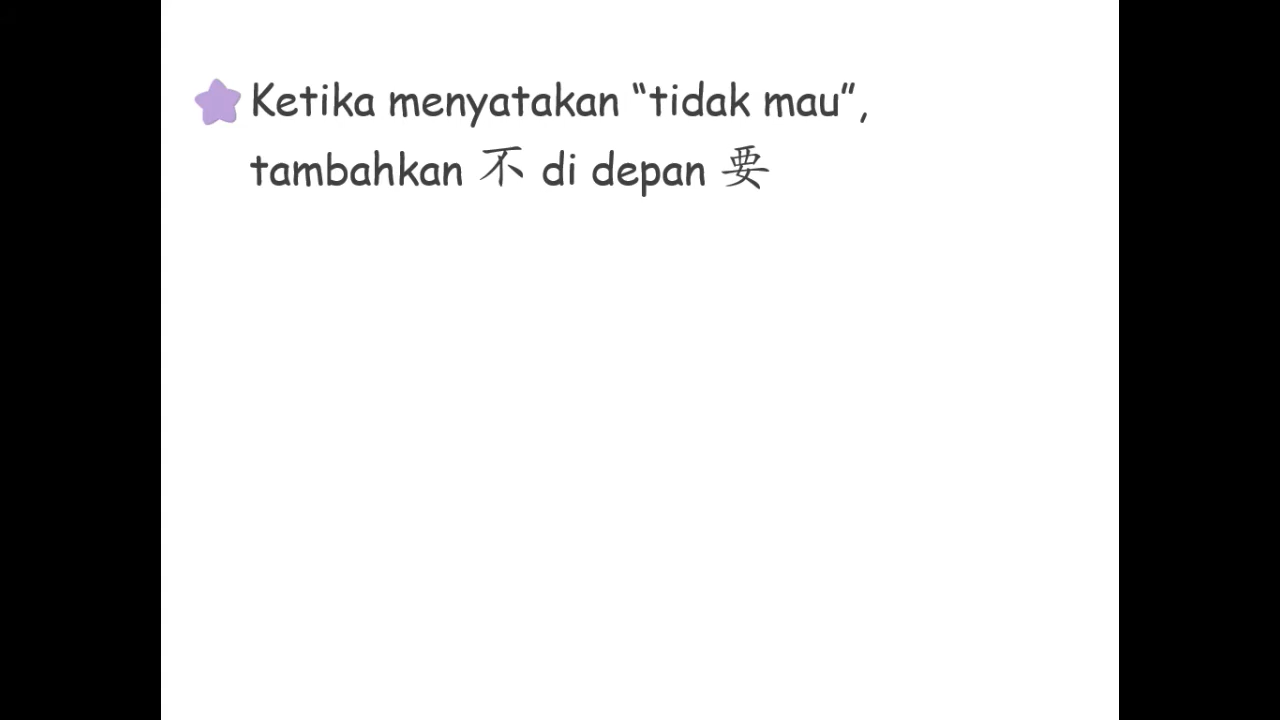 Ketika menyatakan “tidak mau”,
tambahkan 不 di depan 要